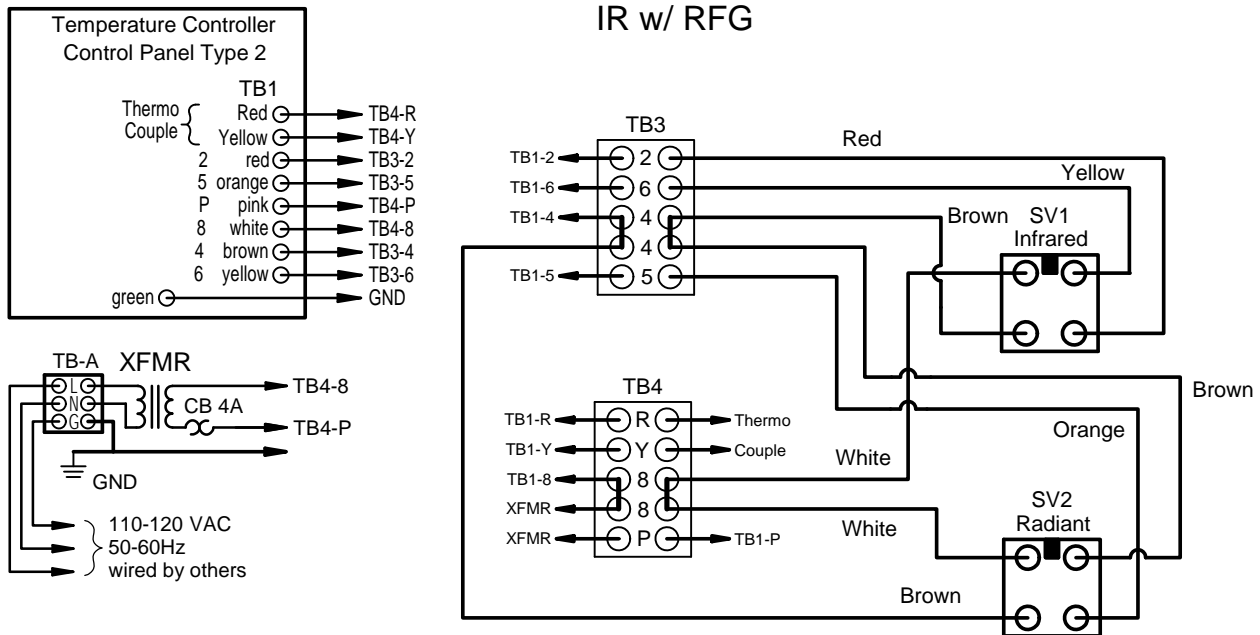 IR w/ RFG
Temperature Controller
Control Panel Type 2
TB1
Thermo
Couple
Red
TB4-R
Yellow
TB4-Y
2 red TB3-2
5 orange TB3-5
P pink TB4-P
8 white TB4-8
4 brown TB3-4
6 yellow TB3-6
green GND
TB-A XFMR
L
N
G
TB4-8
CB 4A
TB4-P
GND
110-120 VAC
50-60Hz
wired by others
TB3
TB1-2 2
TB1-6 6
TB1-4 4
4
TB1-5 5
Red
Yellow
Brown
SV1
Infrared
TB4
TB1-R R Thermo
TB1-Y Y Couple
TB1-8 8
XFMR 8
XFMR P TB1-P
White
White
Brown
Orange
SV2
Radiant
Brown